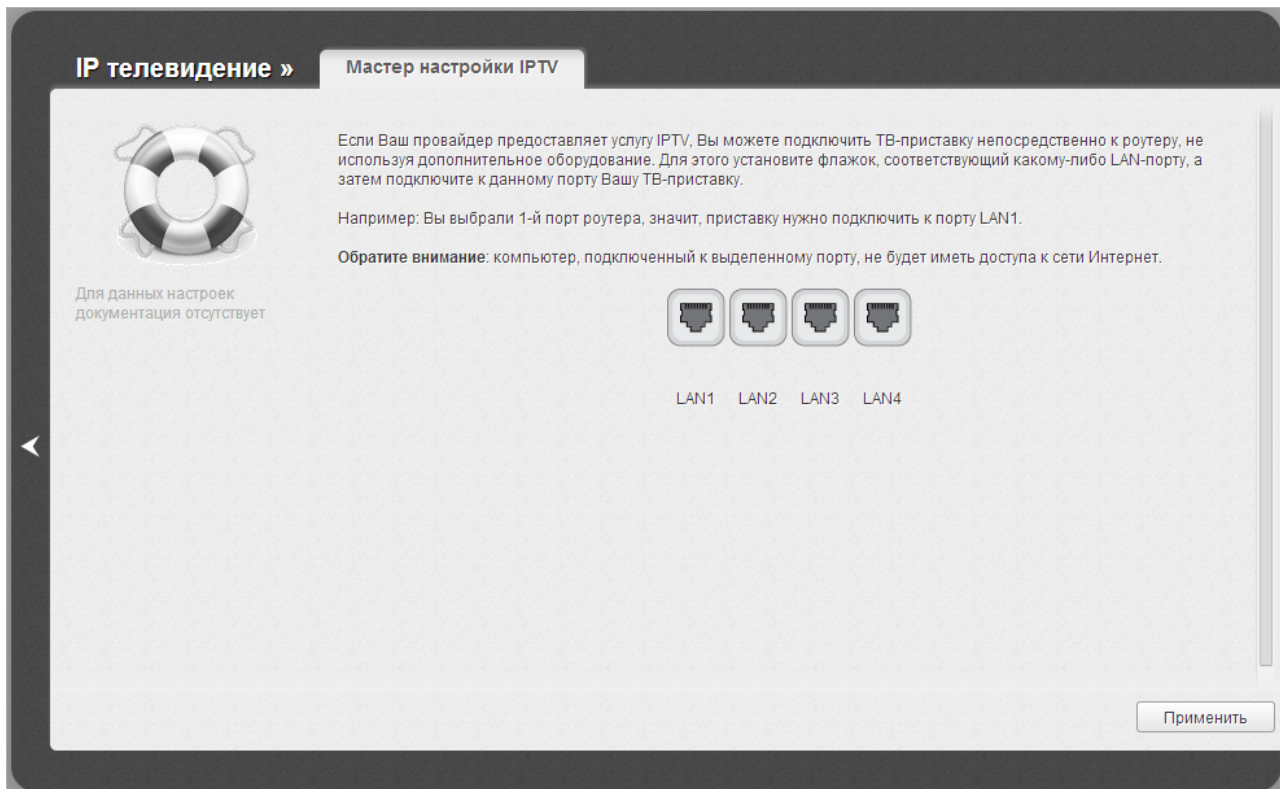 IP телевидение »
Мастер настройки IPTV
Если Ваш провайдер предоставляет услугу IPTV, Вы можете подключить ТВ-приставку непосредственно к роутеру, не
используя дополнительное оборудование. Для этого установите флажок, соответствующий какому-либо LAN-порту, а
затем подключите к данному порту Вашу ТВ-приставку.
Например: Вы выбрали 1-й порт роутера, значит, приставку нужно подключить к порту LAN1.
Обратите внимание: компьютер, подключенный к выделенному порту, не будет иметь доступа к сети Интернет.
Для данных настроек
документация отсутствует
LAN1 LAN2 LAN3 LAN4
Применить